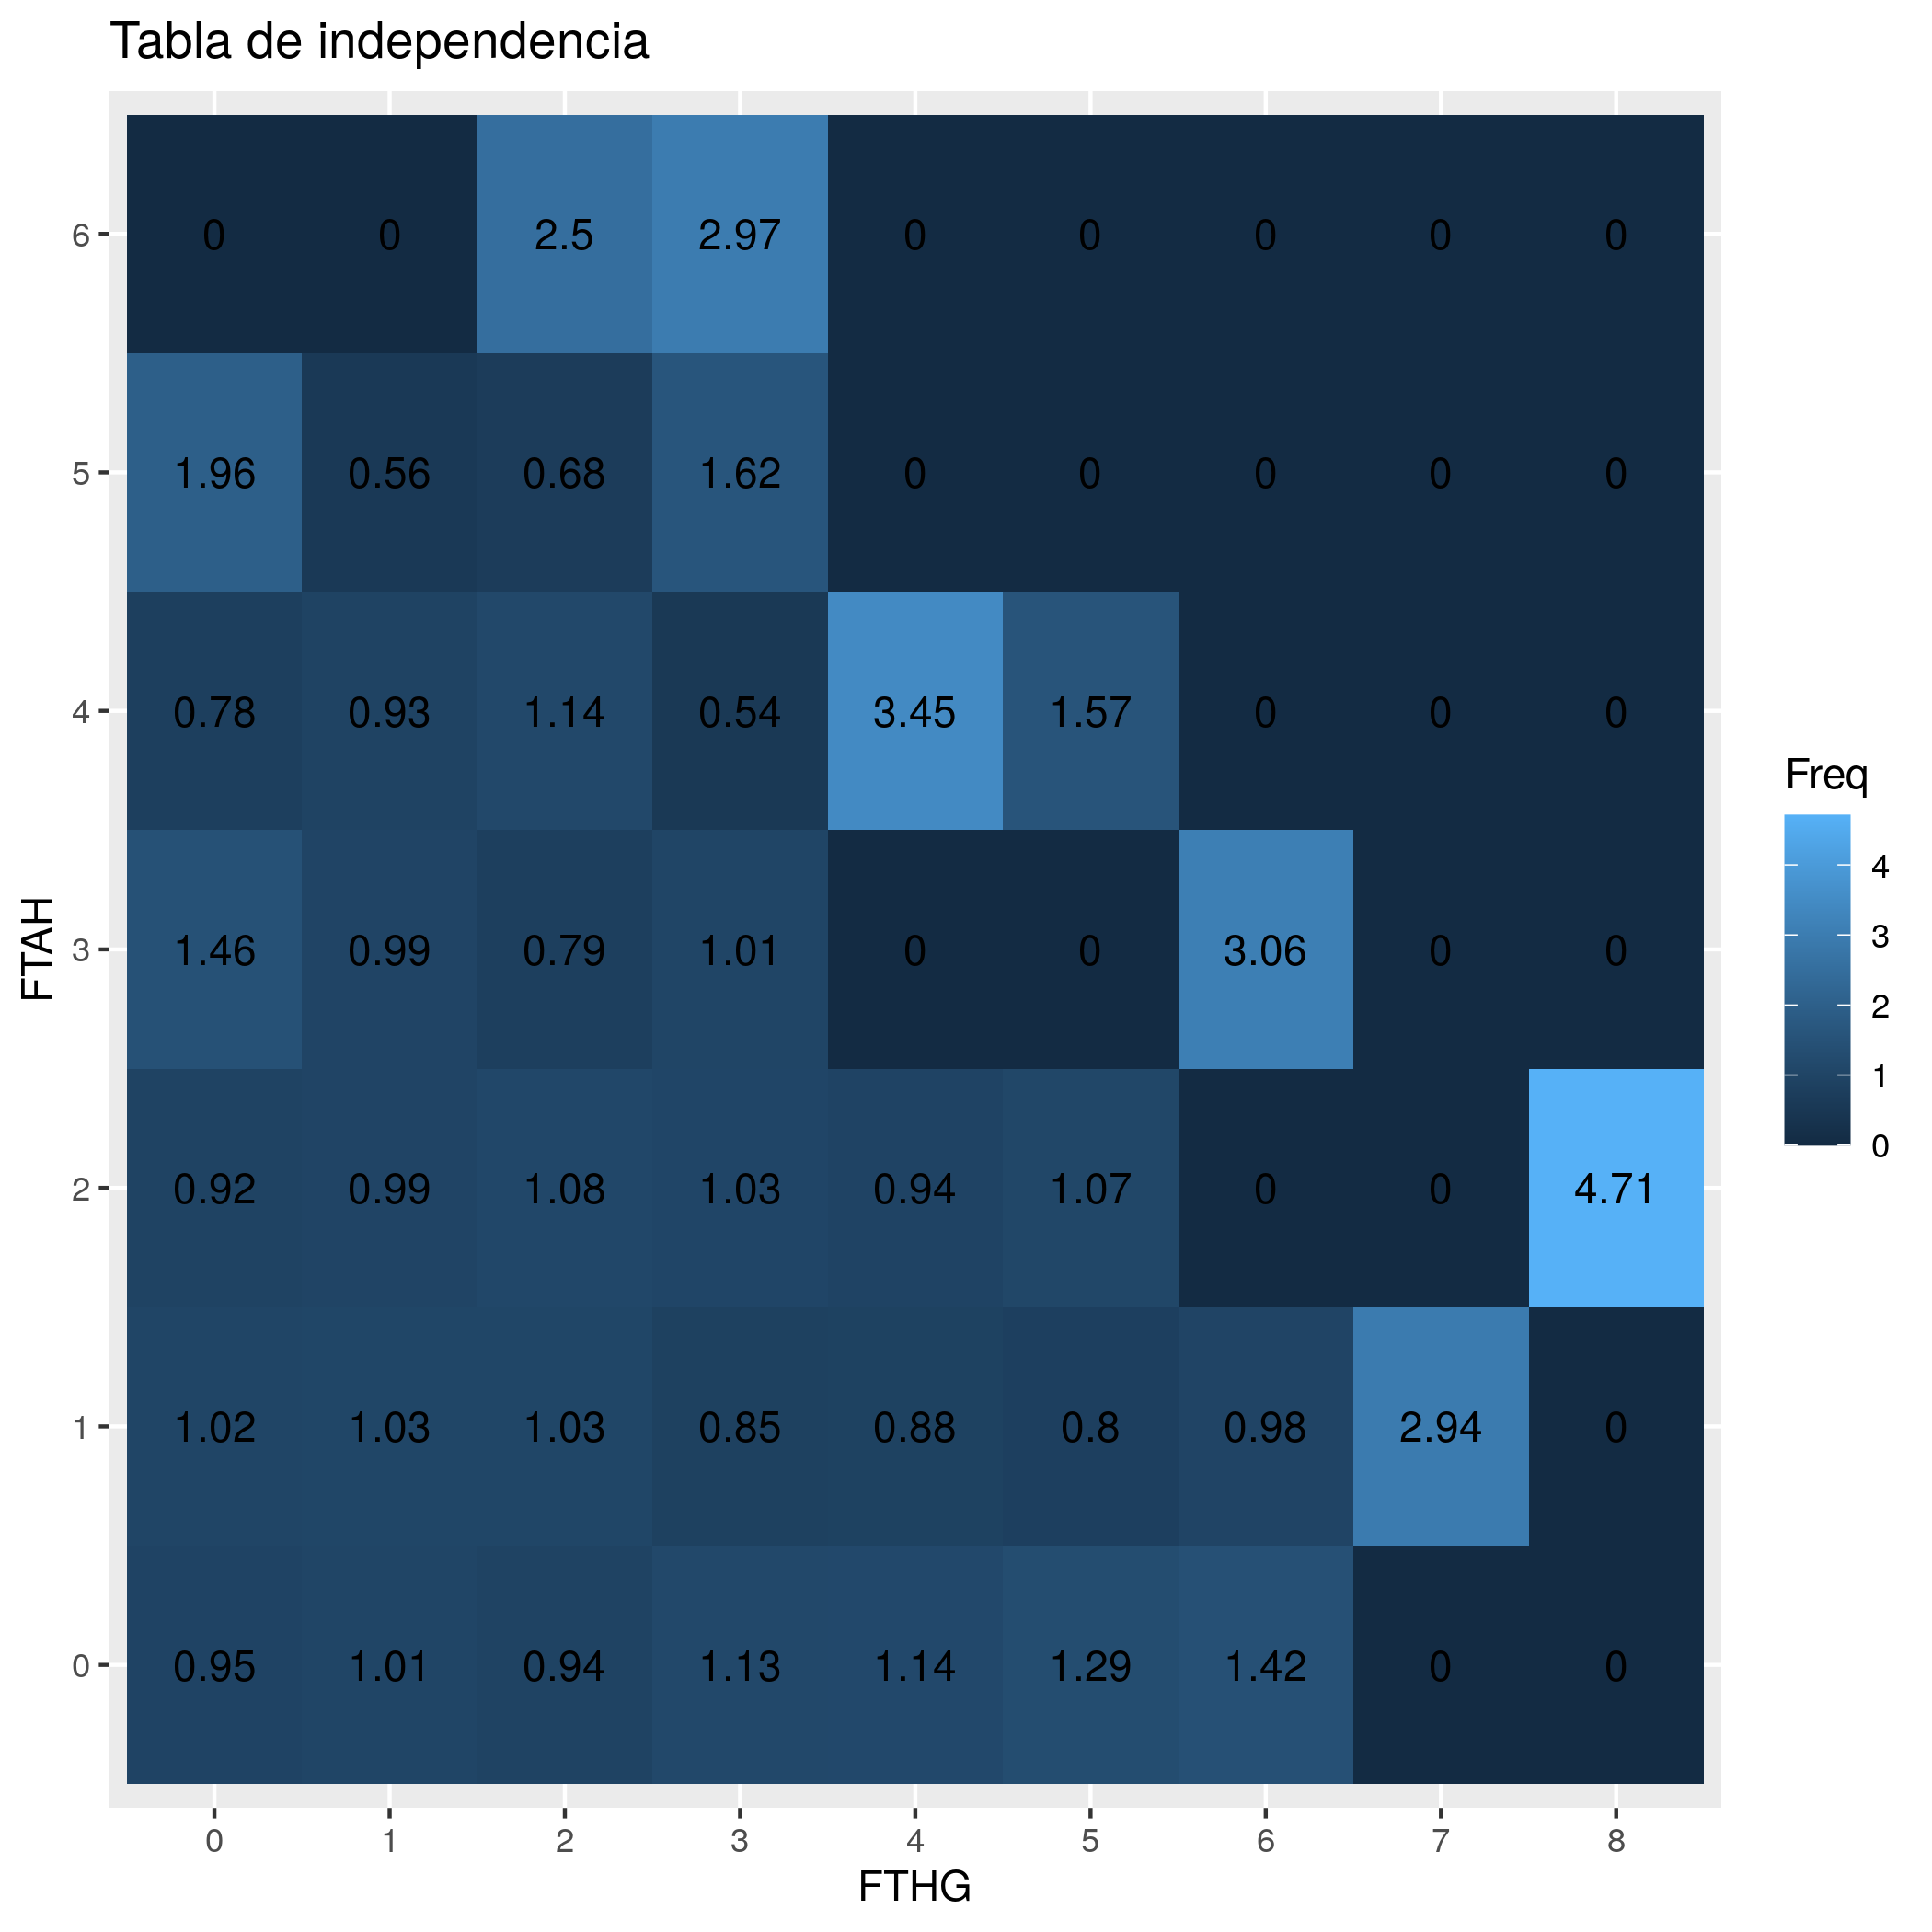 Tabla de independencia
6 0 0 2.5 2.97 0 0 0 0 0
5 1.96 0.56 0.68 1.62 0 0 0 0 0
4 0.78 0.93 1.14 0.54 3.45 1.57 0 0 0
3 1.46 0.99 0.79 1.01 0 0 3.06 0 0
2 0.92 0.99 1.08 1.03 0.94 1.07 0 0 4.71
1 1.02 1.03 1.03 0.85 0.88 0.8 0.98 2.94 0
0 0.95 1.01 0.94 1.13 1.14 1.29 1.42 0 0
0 1 2 3 4 5 6 7 8
FTHG
FTAH
Freq
4
3
2
1
0